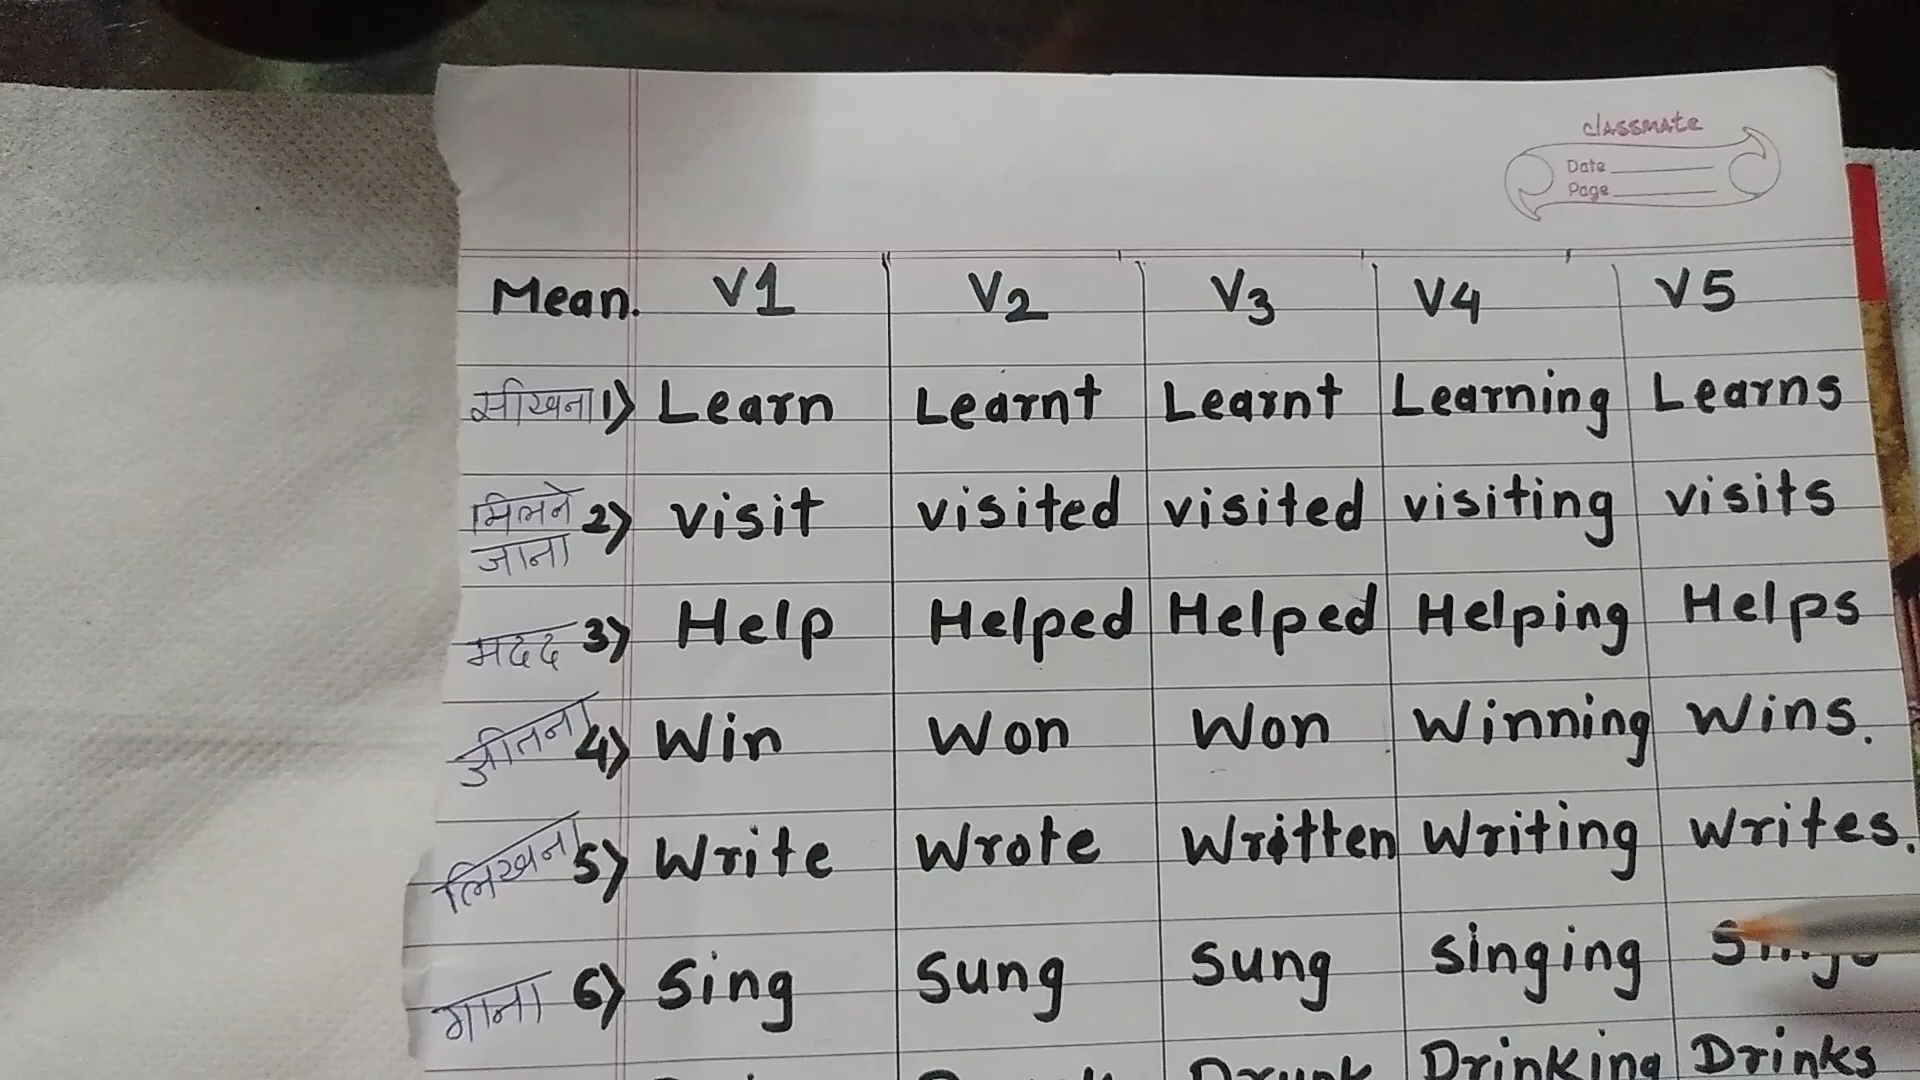 classmate
Date
Page
Mean. V1 V2 V3 V4 V5
सीखना 1) Learn Learnt Learnt Learning Learns
मिलने जाना 2) visit visited visited visiting visits
मदद 3) Help Helped Helped Helping Helps
जीतना 4) Win Won Won Winning Wins.
लिखना 5) Write Wrote Written Writing Writes.
गाना 6) Sing Sung Sung Singing
Drunk Drinking Drinks